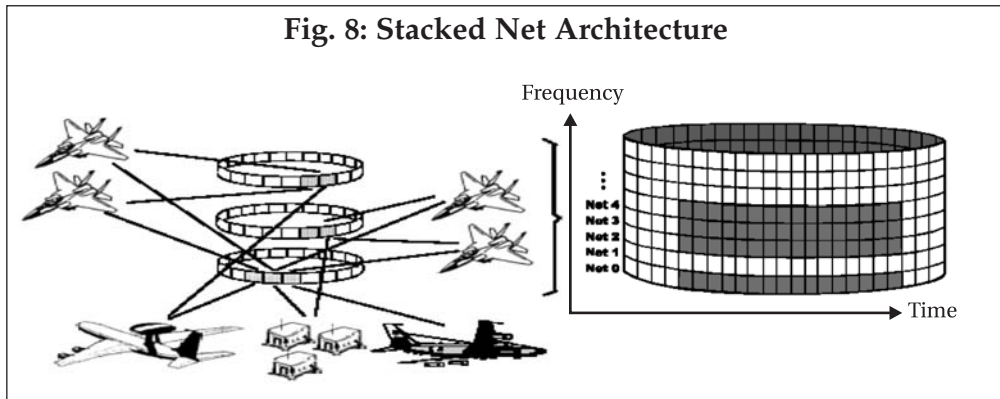 Fig. 8: Stacked Net Architecture
Frequency
Net 4
Net 3
Net 2
Net 1
Net 0
Time